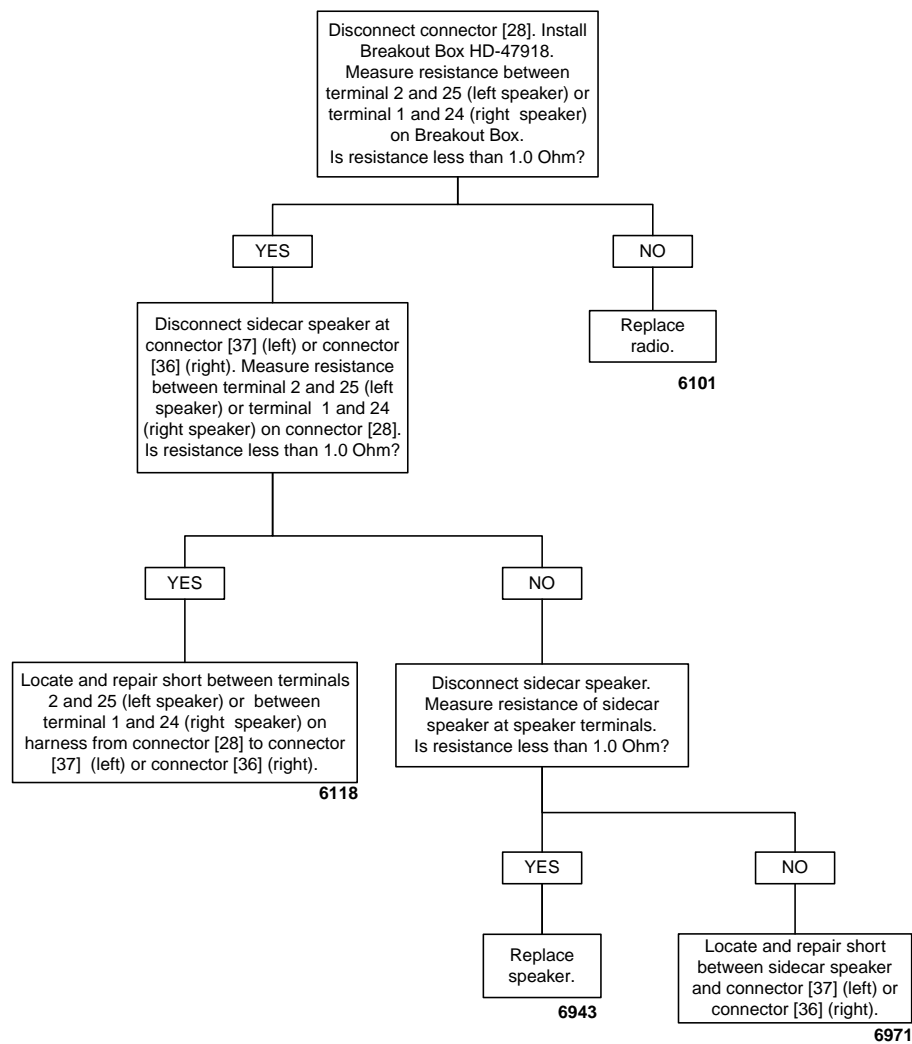 Disconnect connector [28]. Install
Breakout Box HD-47918.
Measure resistance between
terminal 2 and 25 (left speaker) or
terminal 1 and 24 (right speaker)
on Breakout Box.
Is resistance less than 1.0 Ohm?
YES
NO
Disconnect sidecar speaker at
connector [37] (left) or connector
[36] (right). Measure resistance
between terminal 2 and 25 (left
speaker) or terminal 1 and 24
(right speaker) on connector [28].
Is resistance less than 1.0 Ohm?
Replace
radio.
6101
YES
NO
Locate and repair short between terminals
2 and 25 (left speaker) or between
terminal 1 and 24 (right speaker) on
harness from connector [28] to connector
[37] (left) or connector [36] (right).
6118
Disconnect sidecar speaker.
Measure resistance of sidecar
speaker at speaker terminals.
Is resistance less than 1.0 Ohm?
YES
NO
Replace
speaker.
6943
Locate and repair short
between sidecar speaker
and connector [37] (left) or
connector [36] (right).
6971